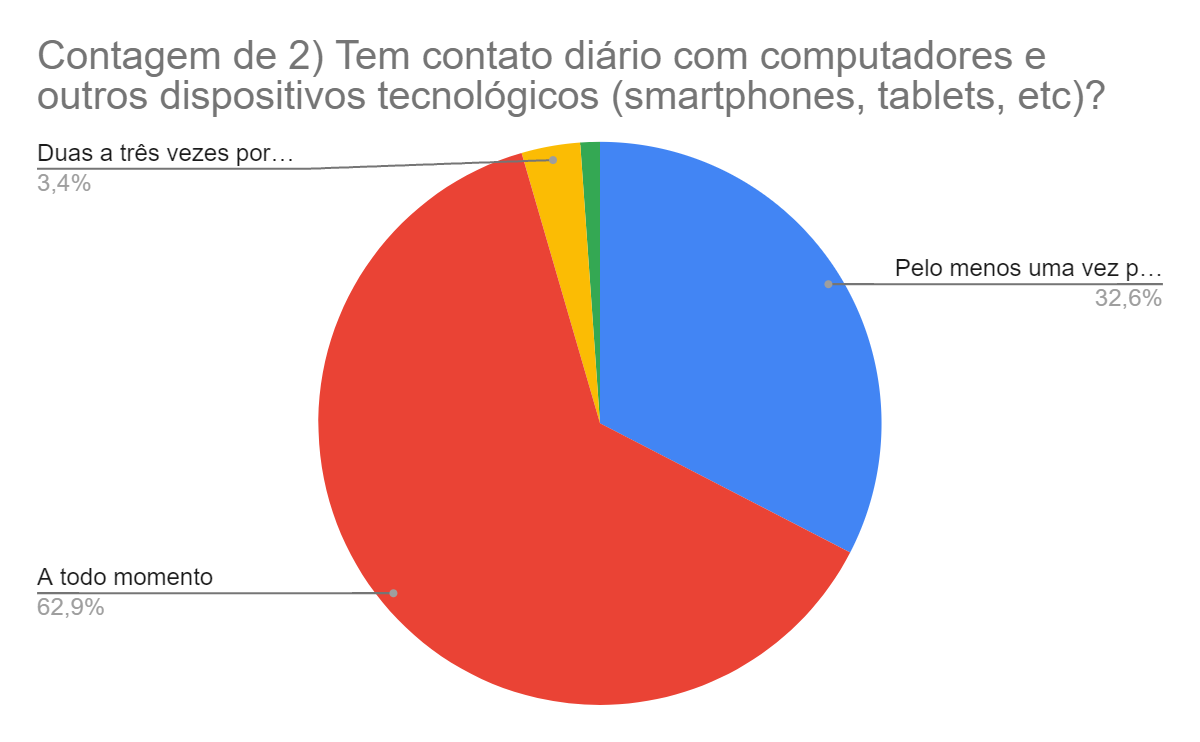 Contagem de 2) Tem contato diário com computadores e
outros dispositivos tecnológicos (smartphones, tablets, etc)?
Duas a três vezes por…
3,4%
Pelo menos uma vez p…
32,6%
A todo momento
62,9%